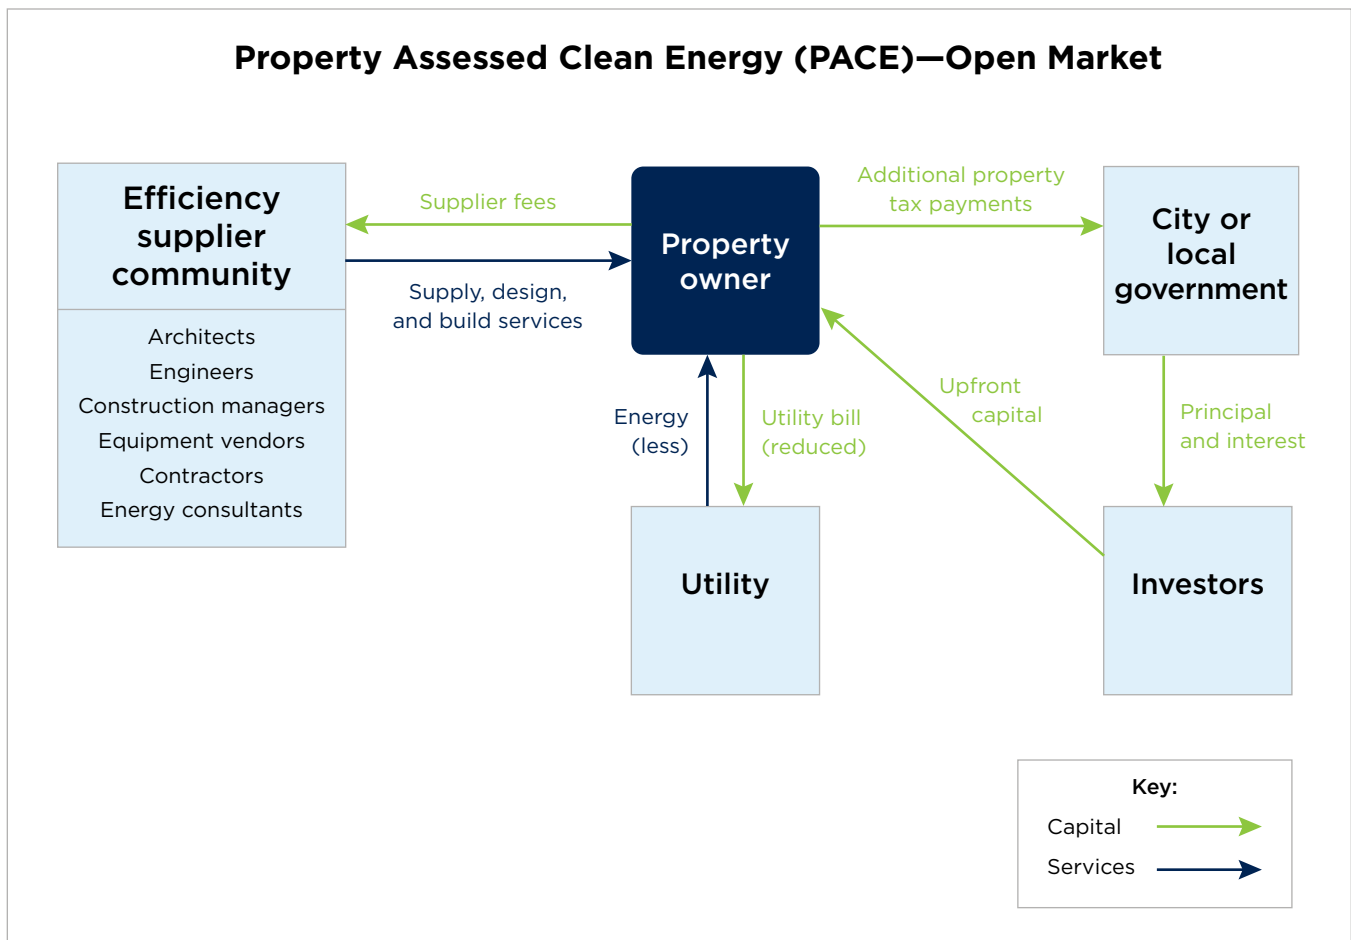 Property Assessed Clean Energy (PACE)—Open Market
Efficiency
supplier
community
Architects
Engineers
Construction managers
Equipment vendors
Contractors
Energy consultants
Supplier fees
Supply, design,
and build services
Property
owner
Additional property
tax payments
City or
local
government
Energy
(less)
Utility bill
(reduced)
Upfront
capital
Principal
and interest
Utility
Investors
Key:
Capital
Services